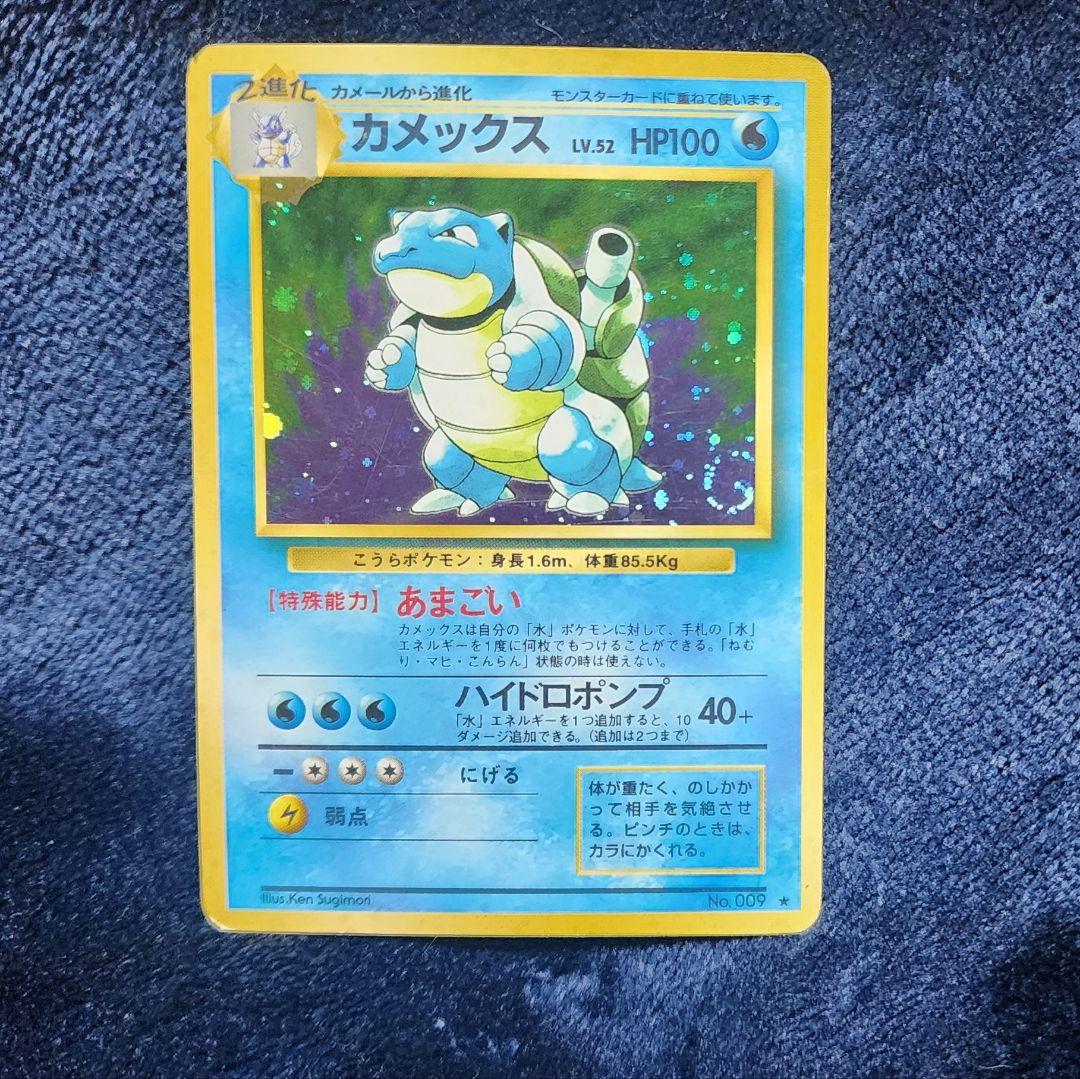 2進化 カメールから進化 モンスターカードに重ねて使います。
カメックス LV.52 HP100
こうらポケモン：身長1.6m、体重85.5Kg
【特殊能力】 あまごい
カメックスは自分の「水」ポケモンに対して、手札の「水」
エネルギーを1度に何枚でもつけることができる。「ねむ
り・マヒ・こんらん」状態の時は使えない。
ハイドロポンプ 40+
「水」エネルギーを1つ追加すると、10
ダメージ追加できる。（追加は2つまで）
にげる
弱点
体が重たく、のしかか
って相手を気絶させ
る。ピンチのときは、
カラにかくれる。
Illus.Ken Sugimori No. 009 ★